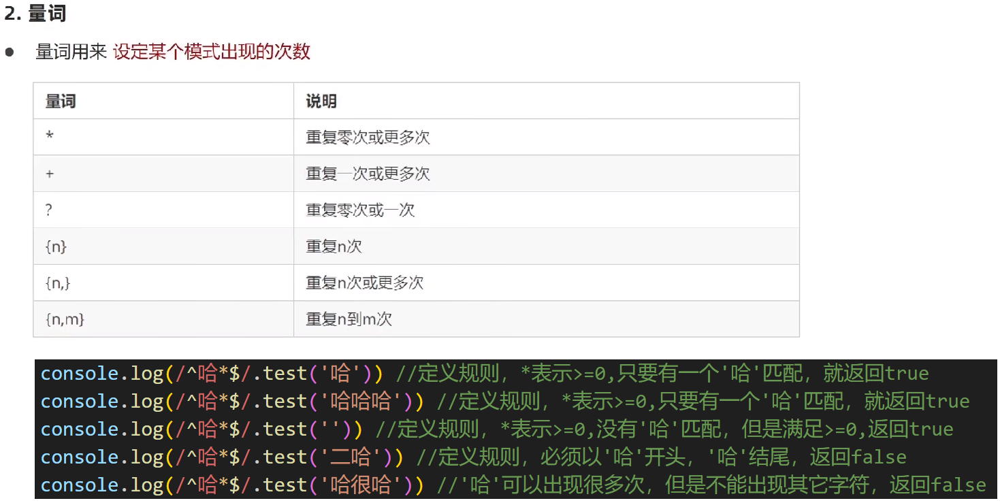 2. 量词
● 量词用来 设定某个模式出现的次数
量词 说明
* 重复零次或更多次
+ 重复一次或更多次
? 重复零次或一次
{n} 重复n次
{n,} 重复n次或更多次
{n,m} 重复n到m次
console.log(/^哈*$/.test('哈')) //定义规则，*表示>=0,只要有一个'哈'匹配，就返回true
console.log(/^哈*$/.test('哈哈哈')) //定义规则，*表示>=0,只要有一个'哈'匹配，就返回true
console.log(/^哈*$/.test('')) //定义规则，*表示>=0,没有'哈'匹配，但是满足>=0,返回true
console.log(/^哈*$/.test('二哈')) //定义规则，必须以'哈'开头，'哈'结尾，返回false
console.log(/^哈*$/.test('哈很哈')) //'哈'可以出现很多次，但是不能出现其它字符，返回false